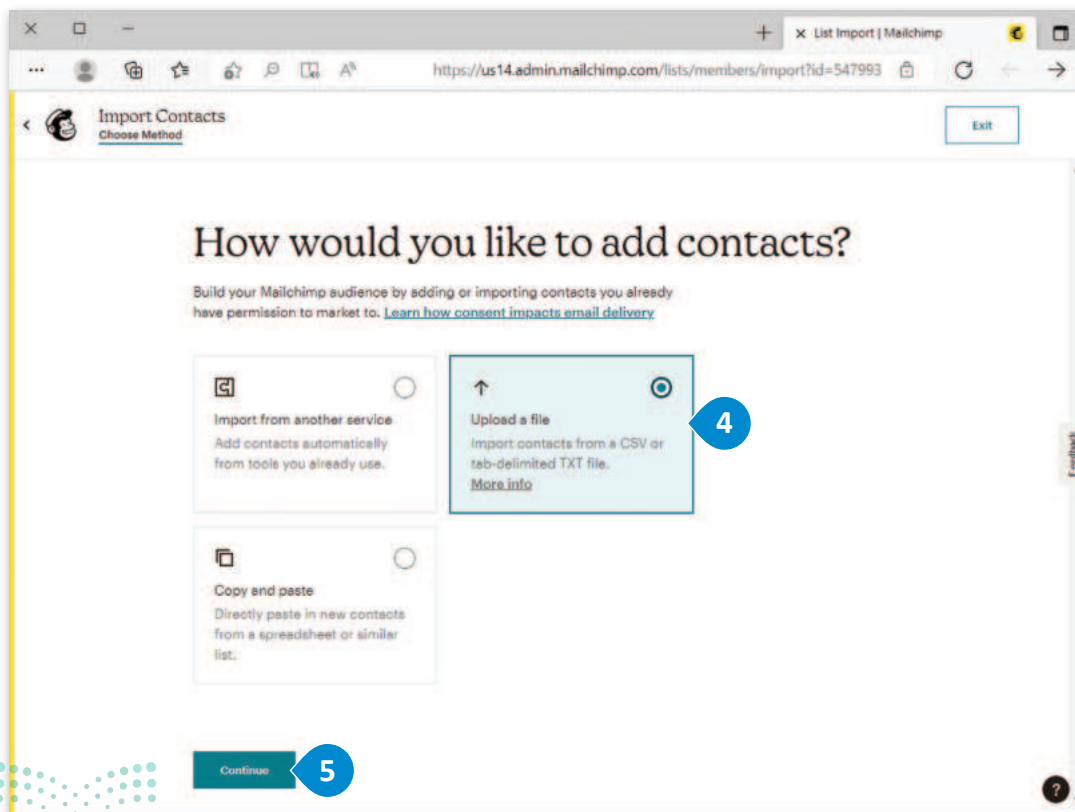 List Import | Mailchimp
https://us14.admin.mailchimp.com/lists/members/import?id=547993
Import Contacts
Choose Method
Exit
How would you like to add contacts?
Build your Mailchimp audience by adding or importing contacts you already
have permission to market to. Learn how consent impacts email delivery
Import from another service
Add contacts automatically
from tools you already use.
Upload a file
Import contacts from a CSV or
tab-delimited TXT file.
More info
4
Feedback
Copy and paste
Directly paste in new contacts
from a spreadsheet or similar
list.
Continue
5
?